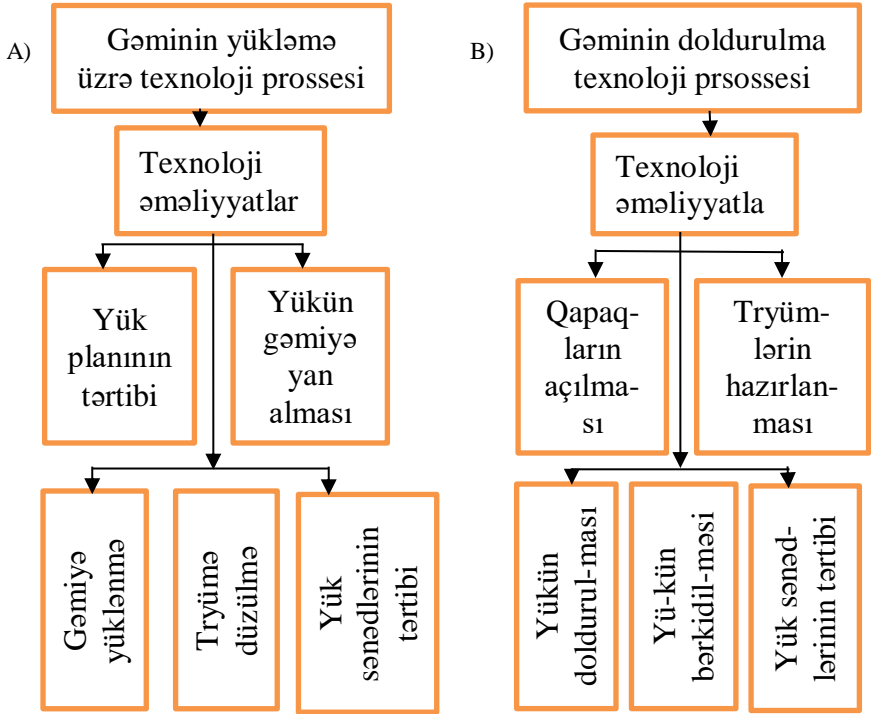 A)
Gəminin yükləmə
üzrə texnoloji prossesi
Texnoloji
əməliyyatlar
Yük
planının
tərtibi
Yükün
gəmiyə
yan
alması
Gəmiyə
yüklənmə
Tryümə
düzülmə
Yük
sənədlərinin
tərtibi
B)
Gəminin doldurulma
texnoloji prsossesi
Texnoloji
əməliyyatla
Qapaq-
ların
açılma-
sı
Tryüm-
lərin
hazırlan-
ması
Yükün
doldurul-ması
Yü-kün
bərkidil-məsi
Yük sənəd-
lərinin tərtibi